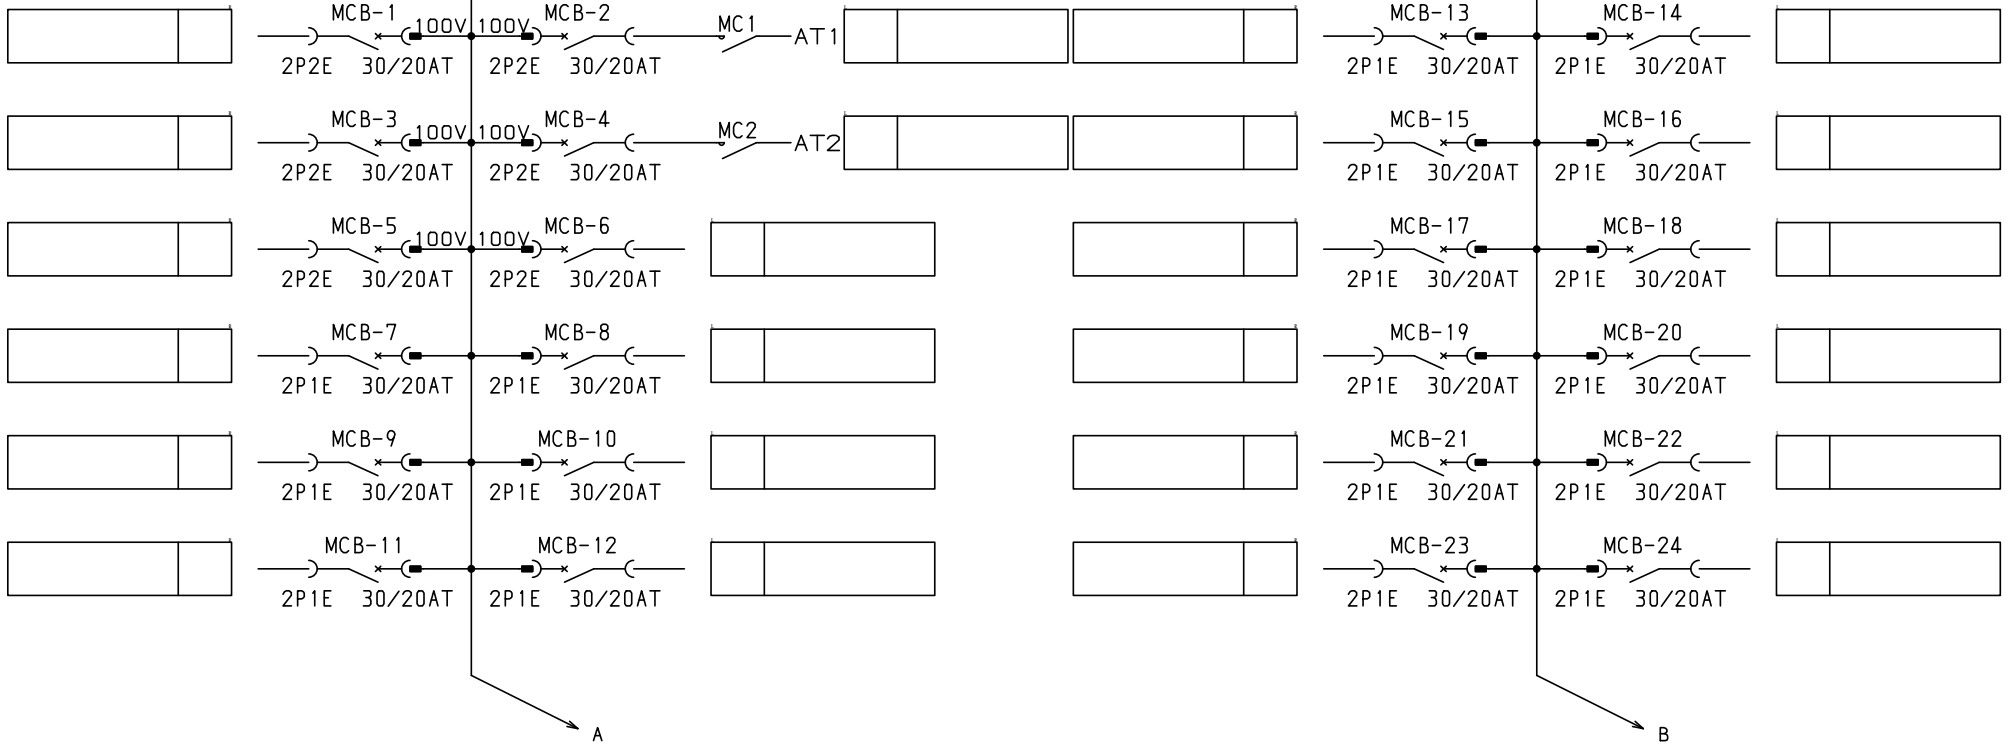 MCB-1 100V 100V MCB-2 MC1 AT1 MCB-13 MCB-14
2P2E 30/20AT 2P2E 30/20AT 2P1E 30/20AT 2P1E 30/20AT
MCB-3 100V 100V MCB-4 MC2 AT2 MCB-15 MCB-16
2P2E 30/20AT 2P2E 30/20AT 2P1E 30/20AT 2P1E 30/20AT
MCB-5 100V 100V MCB-6 MCB-17 MCB-18
2P2E 30/20AT 2P2E 30/20AT 2P1E 30/20AT 2P1E 30/20AT
MCB-7 MCB-8 MCB-19 MCB-20
2P1E 30/20AT 2P1E 30/20AT 2P1E 30/20AT 2P1E 30/20AT
MCB-9 MCB-10 MCB-21 MCB-22
2P1E 30/20AT 2P1E 30/20AT 2P1E 30/20AT 2P1E 30/20AT
MCB-11 MCB-12 MCB-23 MCB-24
2P1E 30/20AT 2P1E 30/20AT 2P1E 30/20AT 2P1E 30/20AT
A B